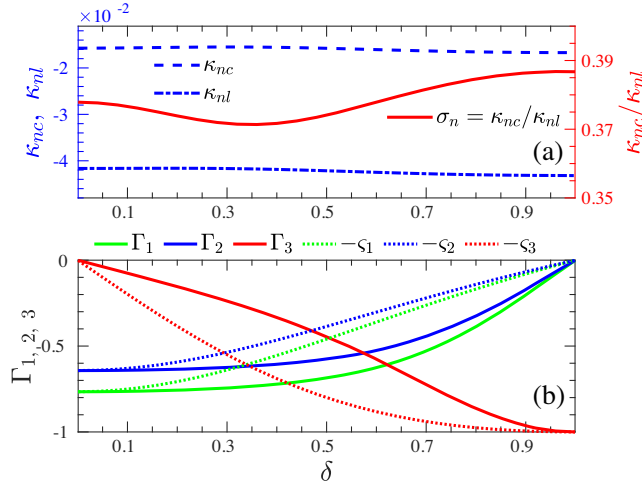 ×10⁻²
-2
-3
-4
κnc, κnl
κnc
κnl
σn = κnc/κnl
(a)
0.39
0.37
0.35
κnc/κnl
0.1 0.3 0.5 0.7 0.9
Γ1 Γ2 Γ3 −ς1 −ς2 −ς3
0
-0.5
-1
Γ1, 2, 3
(b)
0.1 0.3 0.5 0.7 0.9
δ